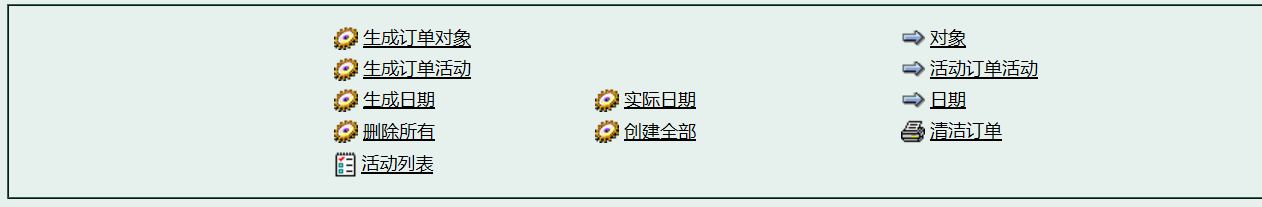 生成订单对象 对象
生成订单活动 活动订单活动
生成日期 实际日期 日期
删除所有 创建全部 清洁订单
活动列表